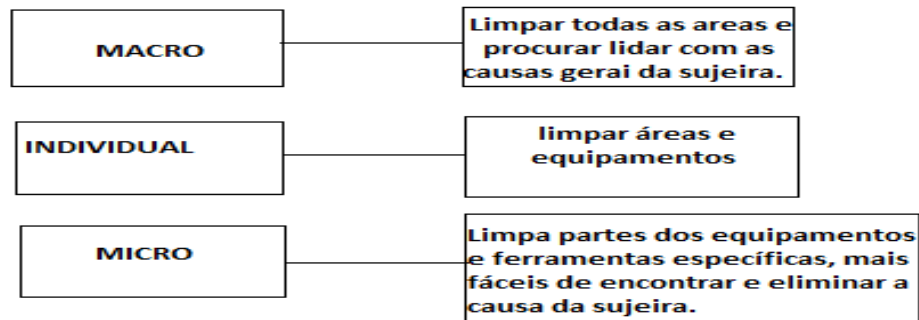 MACRO
Limpar todas as areas e
procurar lidar com as
causas gerai da sujeira.
INDIVIDUAL
limpar áreas e
equipamentos
MICRO
Limpa partes dos equipamentos
e ferramentas específicas, mais
fáceis de encontrar e eliminar a
causa da sujeira.